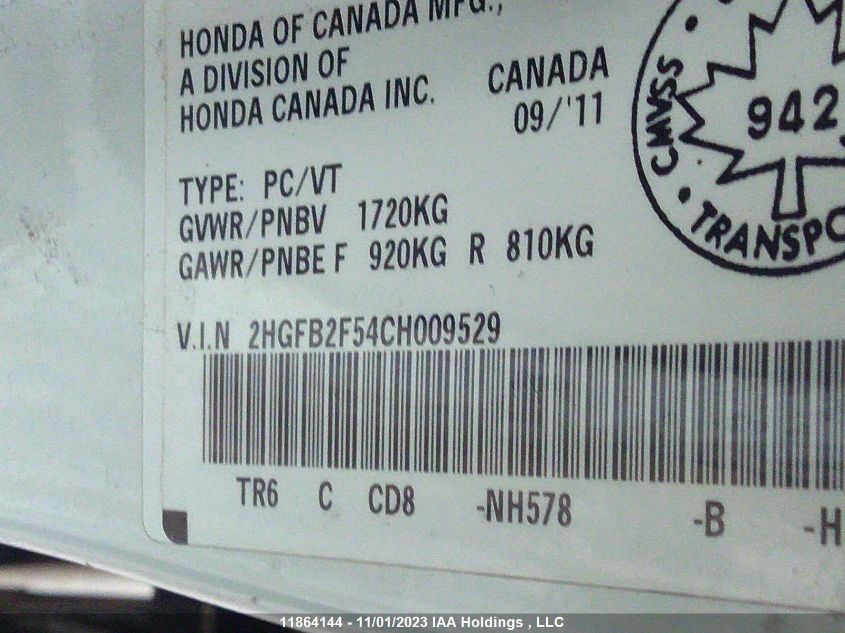 HONDA OF CANADA MFG.,
A DIVISION OF
HONDA CANADA INC.
CANADA
09/'11
TYPE: PC/VT
GVWR/PNBV 1720KG
GAWR/PNBE F 920KG R 810KG
CMVSS
942
• TRANSPO
V.I.N 2HGFB2F54CH009529
TR6 C CD8 -NH578 -B -H
11864144 - 11/01/2023 IAA Holdings , LLC